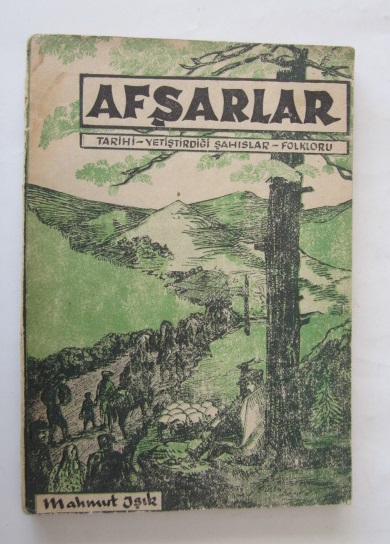 AFŞARLAR
TARİHİ-YETİŞTİRDİĞİ ŞAHISLAR-FOLKLORU
Mahmut Işık